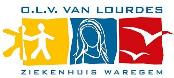 O.L.V. VAN LOURDES
ZIEKENHUIS WAREGEM